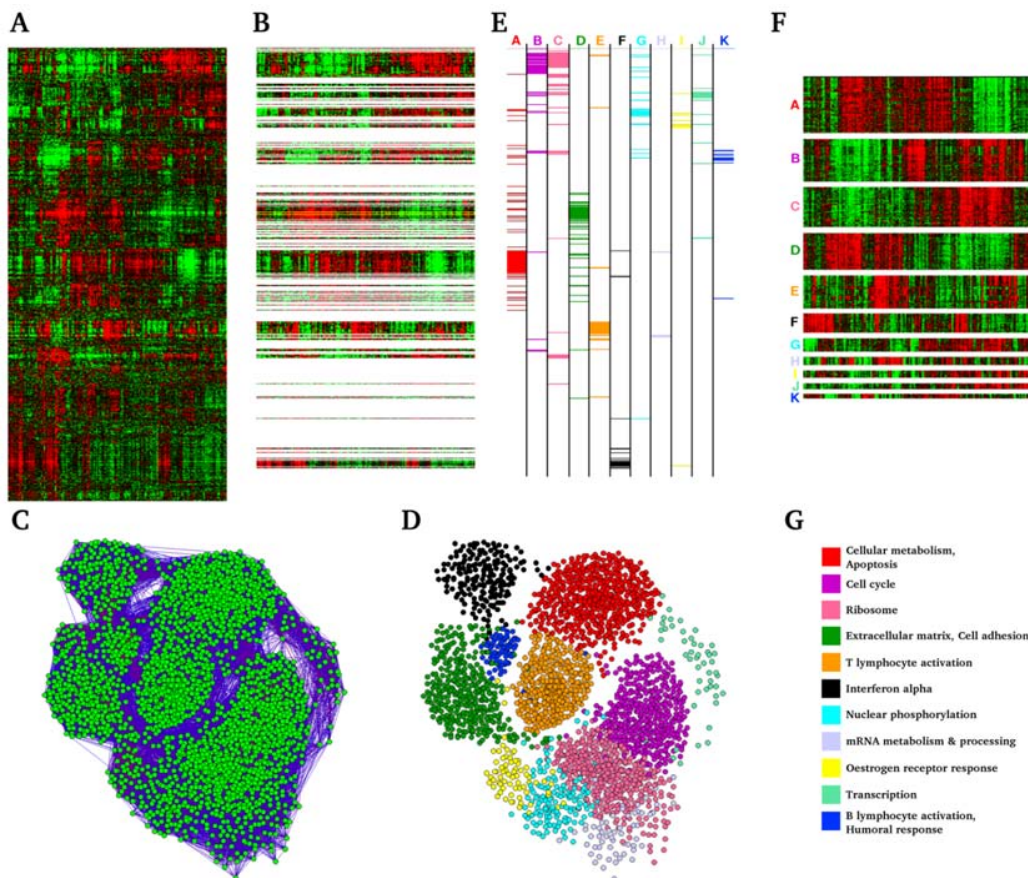 A
B
E
F
A B C D E F G H I J K
A
B
C
D
E
F
G
H
I
J
K
C
D
G
Cellular metabolism,
Apoptosis
Cell cycle
Ribosome
Extracellular matrix, Cell adhesion
T lymphocyte activation
Interferon alpha
Nuclear phosphorylation
mRNA metabolism & processing
Oestrogen receptor response
Transcription
B lymphocyte activation,
Humoral response